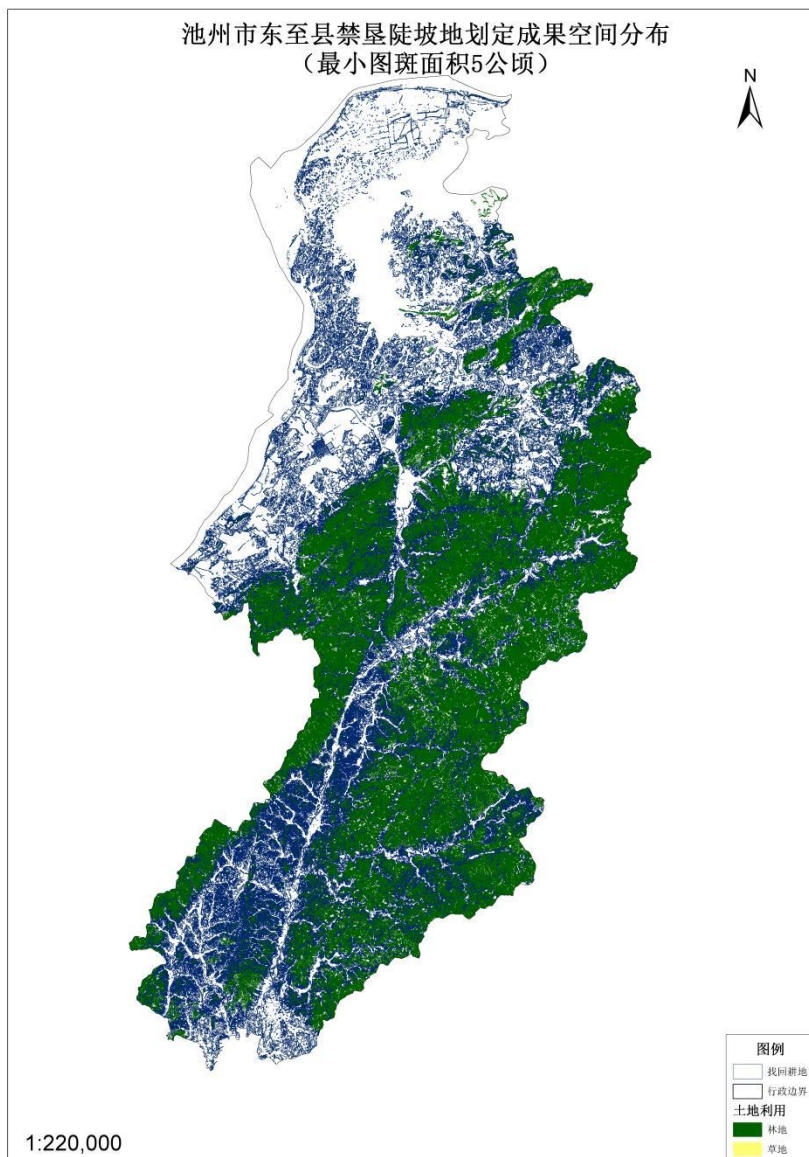 池州市东至县禁垦陡坡地划定成果空间分布
（最小图斑面积5公顷）
N
图例
找回耕地
行政边界
土地利用
林地
草地
1:220,000